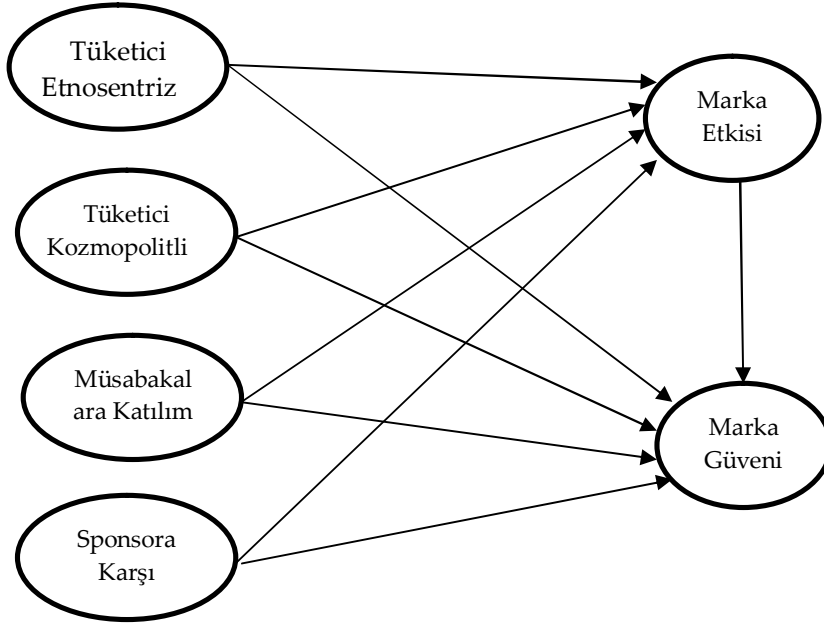 Tüketici
Etnosentriz
Marka
Etkisi
Tüketici
Kozmopolitli
Müsabakal
ara Katılım
Marka
Güveni
Sponsora
Karşı